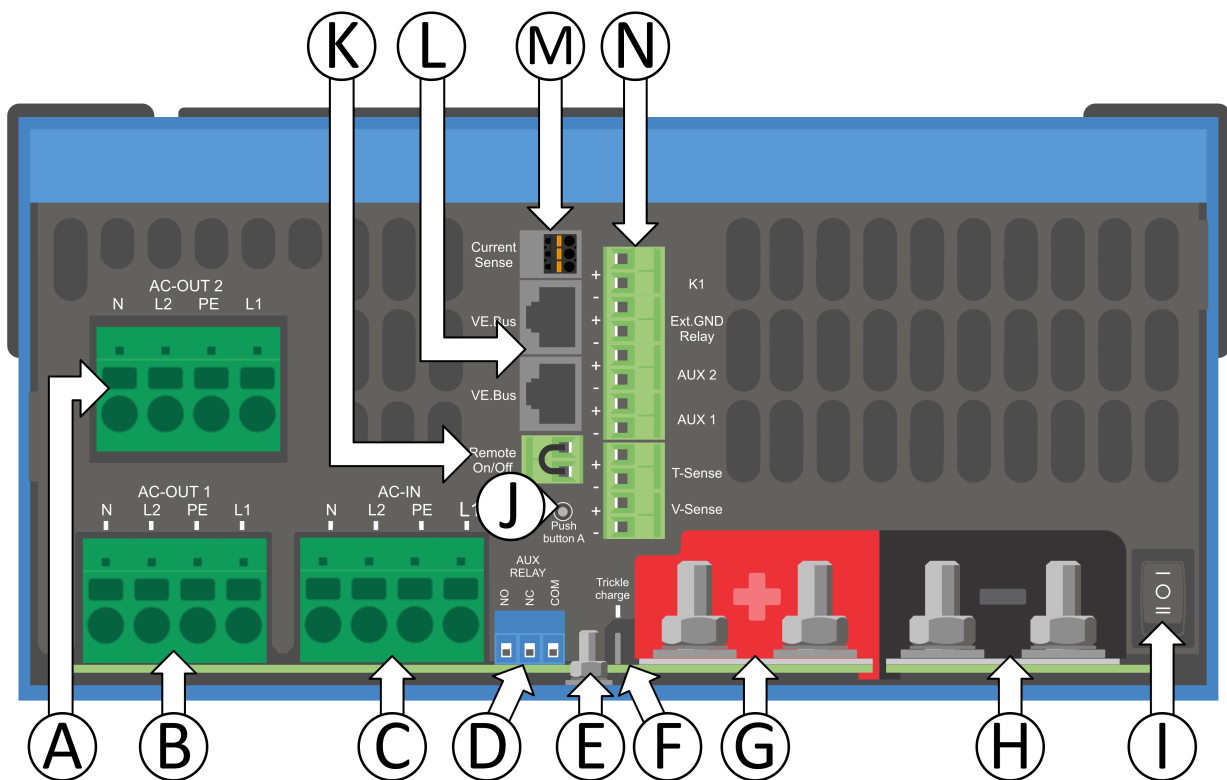 K L M N
Current
Sense
VE.Bus
VE.Bus
Remote
On/Off
J
Push
button A
+
-
+
-
+
-
+
-
+
-
+
-
K1
Ext.GND
Relay
AUX 2
AUX 1
T-Sense
V-Sense
AC-OUT 2
N L2 PE L1
AC-OUT 1
N L2 PE L1
AC-IN
N L2 PE L1
AUX
RELAY
NO NC COM
Trickle
charge
I O II
A B C D E F G H I